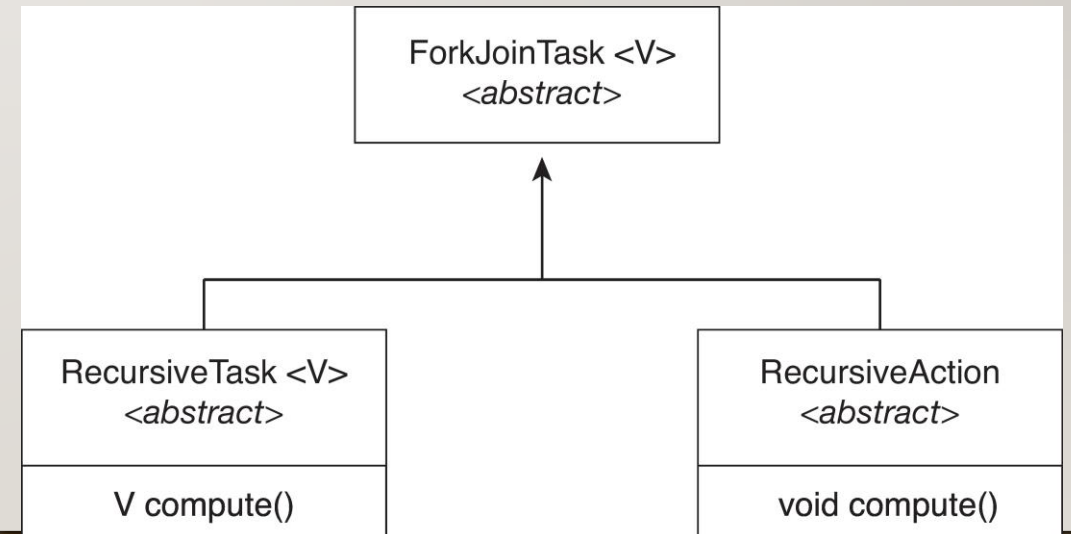 ForkJoinTask <V>
<abstract>
RecursiveTask <V>
<abstract>
V compute()
RecursiveAction
<abstract>
void compute()